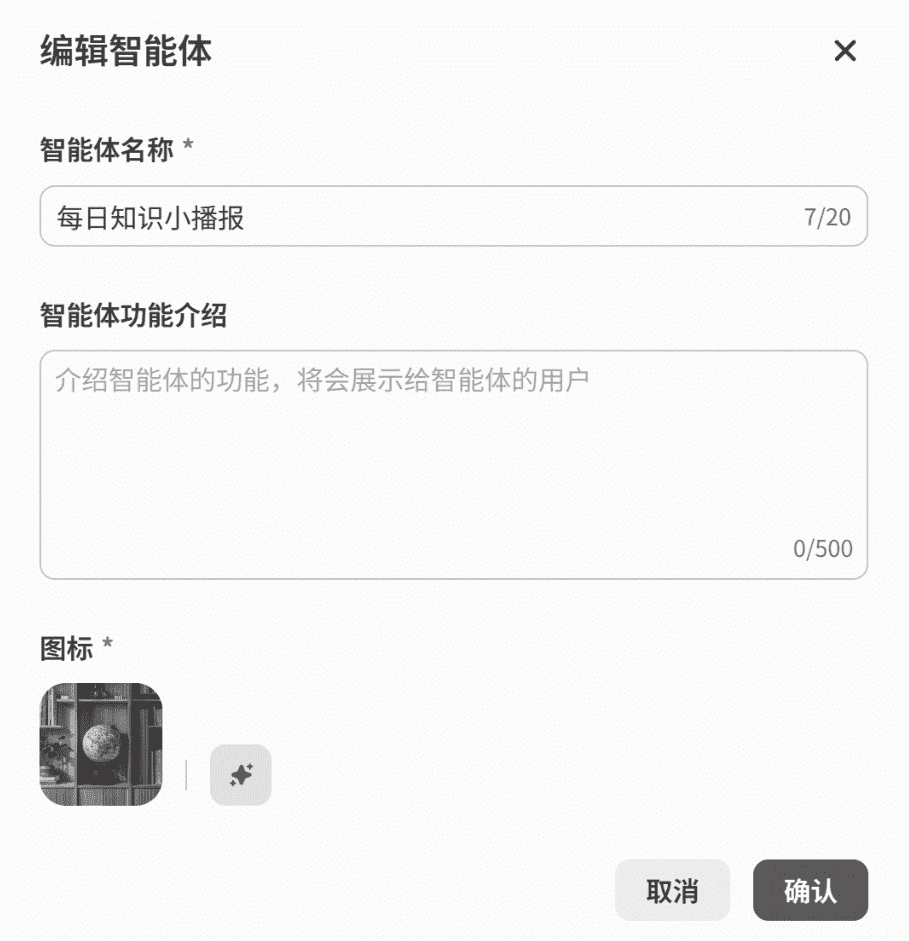 编辑智能体
智能体名称 *
每日知识小播报 7/20
智能体功能介绍
介绍智能体的功能，将会展示给智能体的用户
0/500
图标 *
取消 确认